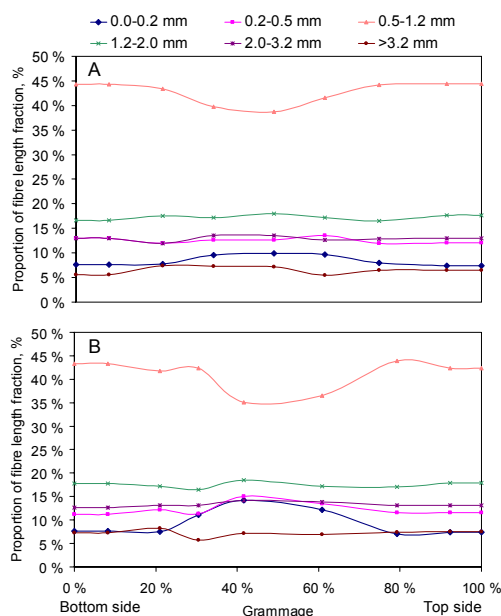 0.0-0.2 mm 0.2-0.5 mm 0.5-1.2 mm
1.2-2.0 mm 2.0-3.2 mm >3.2 mm
A
Proportion of fibre length fraction, %
50 %
45 %
40 %
35 %
30 %
25 %
20 %
15 %
10 %
5 %
0 %
B
Proportion of fibre length fraction, %
50 %
45 %
40 %
35 %
30 %
25 %
20 %
15 %
10 %
5 %
0 %
0 % 20 % 40 % 60 % 80 % 100 %
Bottom side Grammage Top side